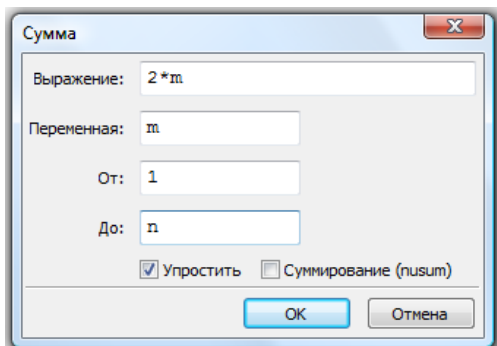 Сумма
Выражение: 2*m
Переменная: m
От: 1
До: n
Упростить Суммирование (nusum)
OK Отмена